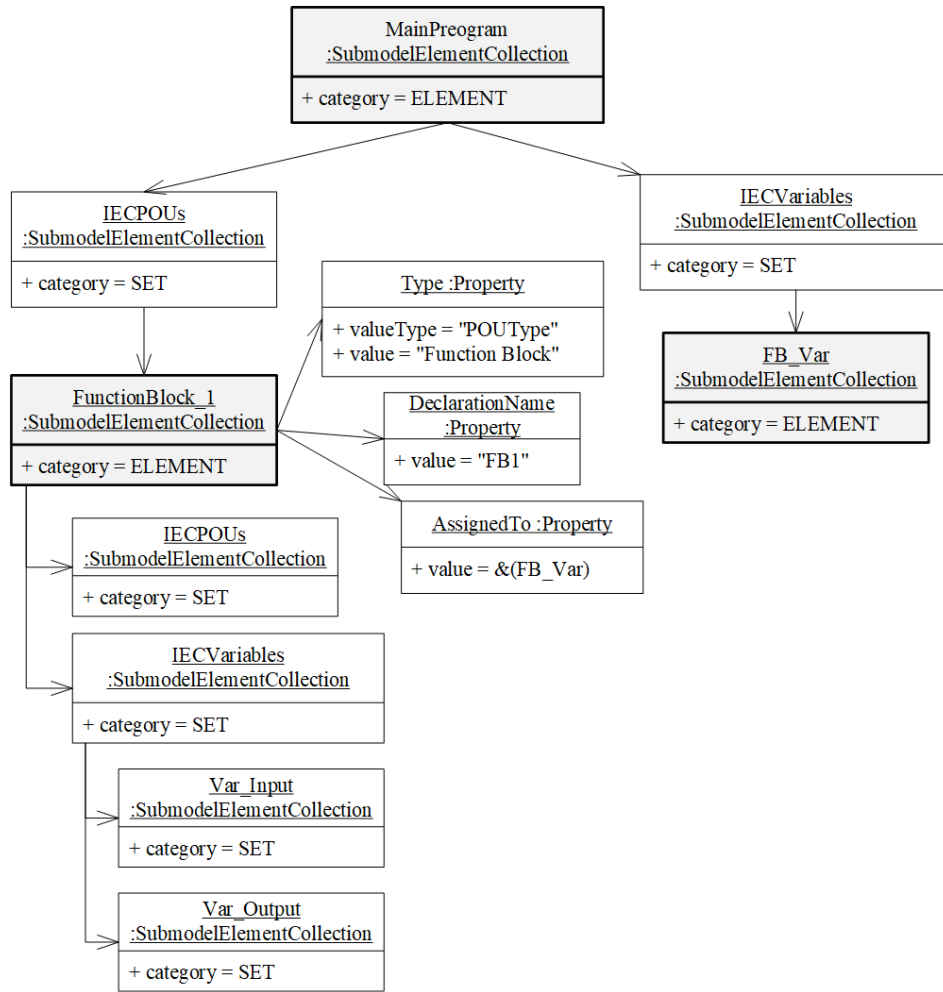 MainPreogram
:SubmodelElementCollection
+ category = ELEMENT
IECPOUs
:SubmodelElementCollection
+ category = SET
IECVariables
:SubmodelElementCollection
+ category = SET
Type :Property
+ valueType = "POUType"
+ value = "Function Block"
FB_Var
:SubmodelElementCollection
+ category = ELEMENT
FunctionBlock_1
:SubmodelElementCollection
+ category = ELEMENT
DeclarationName
:Property
+ value = "FB1"
AssignedTo :Property
+ value = &(FB_Var)
IECPOUs
:SubmodelElementCollection
+ category = SET
IECVariables
:SubmodelElementCollection
+ category = SET
Var_Input
:SubmodelElementCollection
+ category = SET
Var_Output
:SubmodelElementCollection
+ category = SET